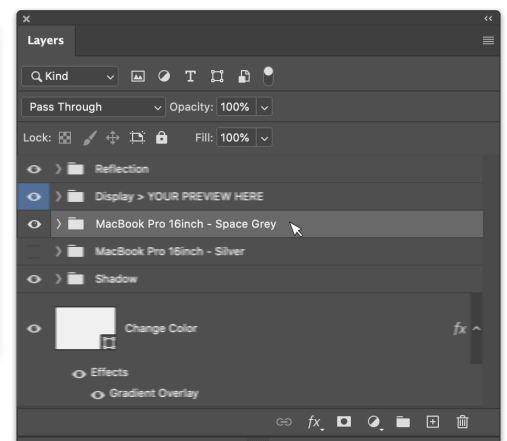 Layers
Kind
T
Pass Through Opacity: 100%
Lock: Fill: 100%
Reflection
Display > YOUR PREVIEW HERE
MacBook Pro 16inch - Space Grey
MacBook Pro 16inch - Silver
Shadow
Change Color fx
Effects
Gradient Overlay
fx